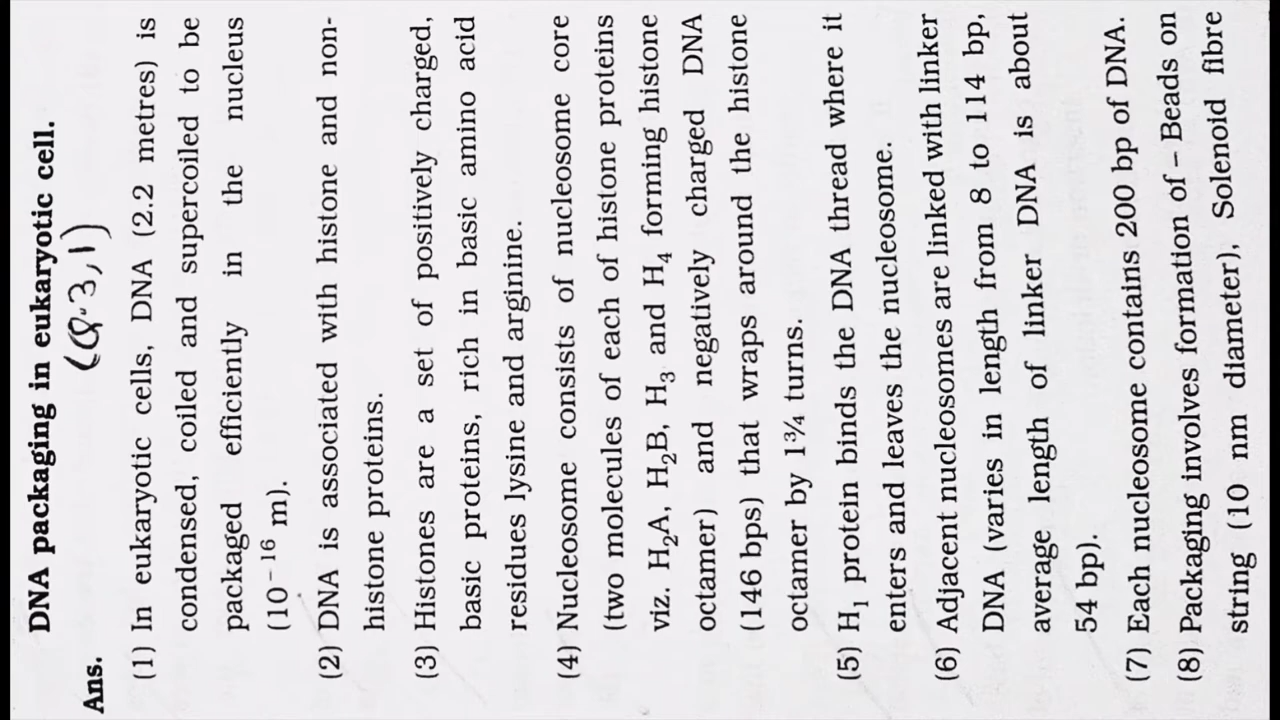 DNA packaging in eukaryotic cell.
Ans. (Q. 3, 1)
(1) In eukaryotic cells, DNA (2.2 metres) is
condensed, coiled and supercoiled to be
packaged efficiently in the nucleus
(10⁻¹⁶ m).
(2) DNA is associated with histone and non-
histone proteins.
(3) Histones are a set of positively charged,
basic proteins, rich in basic amino acid
residues lysine and arginine.
(4) Nucleosome consists of nucleosome core
(two molecules of each of histone proteins
viz. H₂A, H₂B, H₃ and H₄ forming histone
octamer) and negatively charged DNA
(146 bps) that wraps around the histone
octamer by 1¾ turns.
(5) H₁ protein binds the DNA thread where it
enters and leaves the nucleosome.
(6) Adjacent nucleosomes are linked with linker
DNA (varies in length from 8 to 114 bp,
average length of linker DNA is about
54 bp).
(7) Each nucleosome contains 200 bp of DNA.
(8) Packaging involves formation of – Beads on
string (10 nm diameter), Solenoid fibre